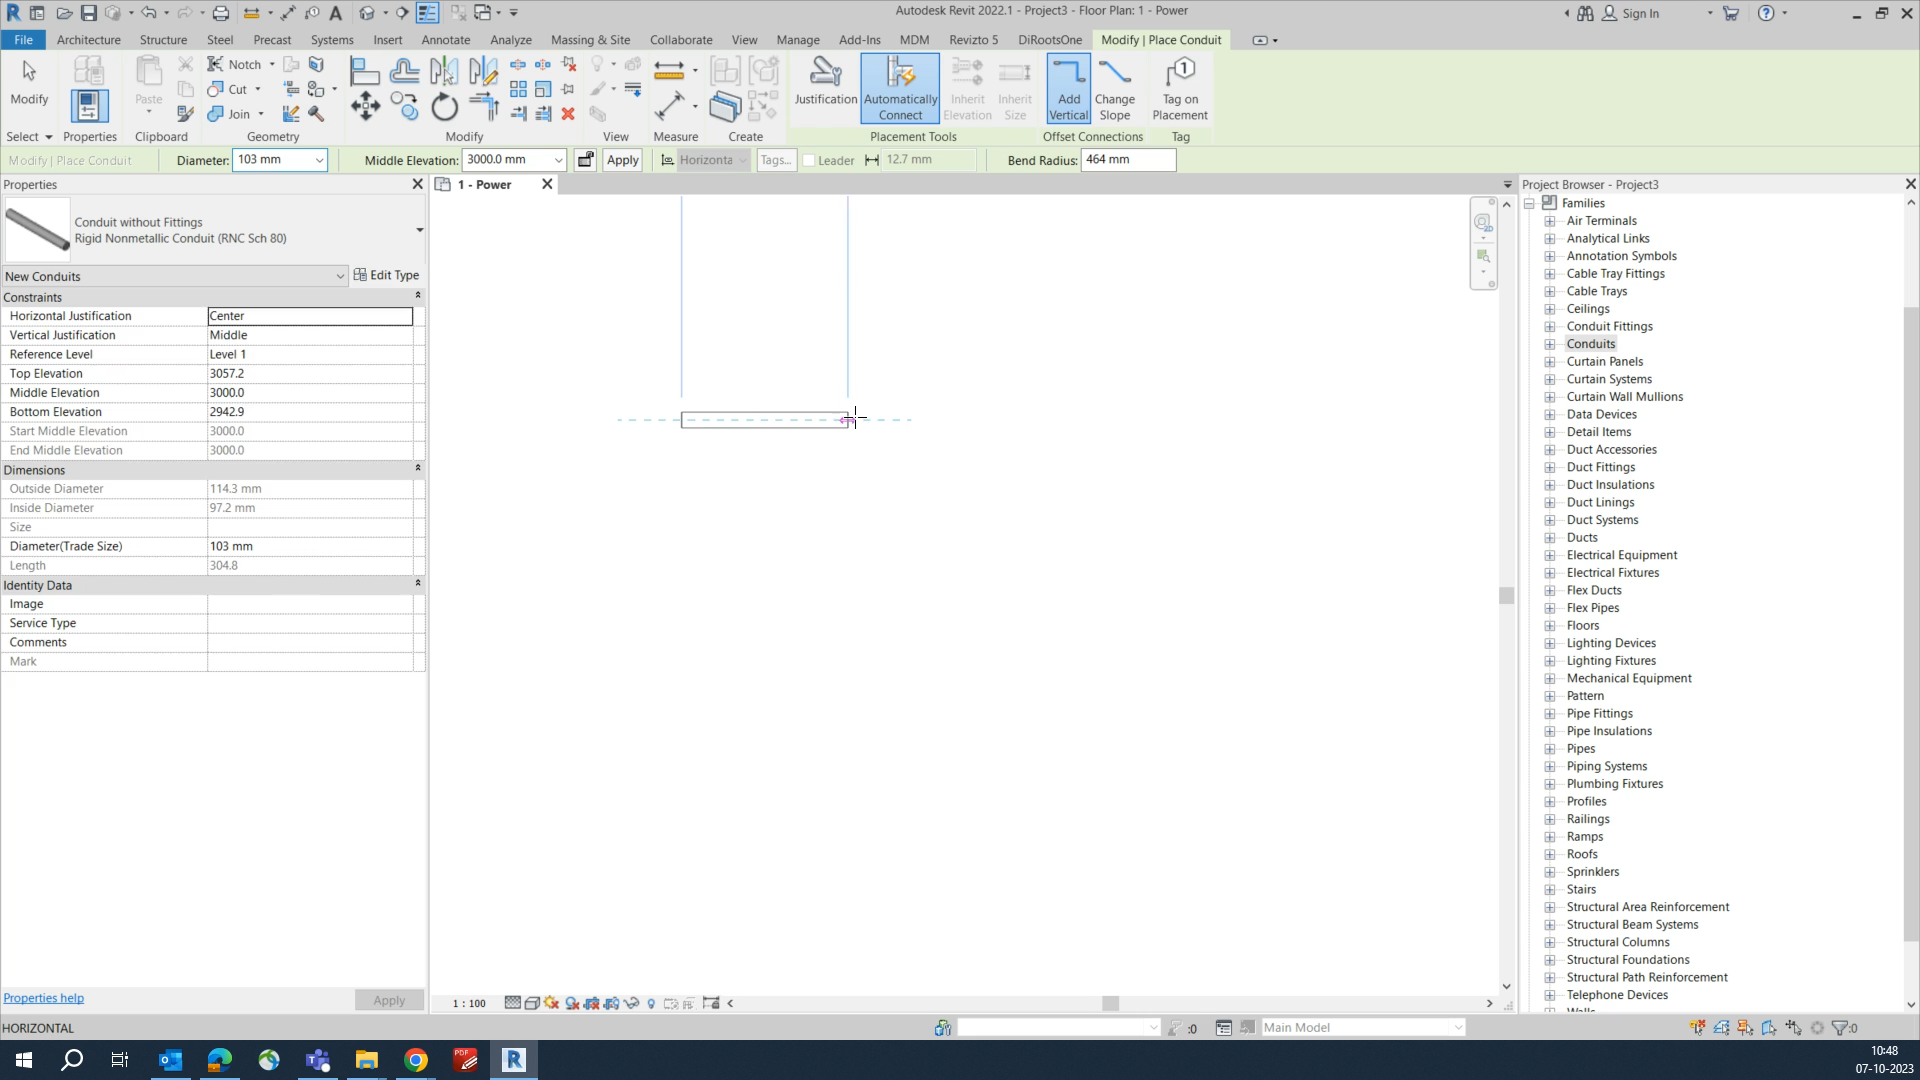 Autodesk Revit 2022.1 - Project3 - Floor Plan: 1 - Power
Sign In
File Architecture Structure Steel Precast Systems Insert Annotate Analyze Massing & Site Collaborate View Manage Add-Ins MDM Revizto 5 DiRootsOne Modify | Place Conduit
Modify
Paste
Notch
Cut
Join
Justification
Automatically Connect
Inherit Elevation
Inherit Size
Add Vertical
Change Slope
Tag on Placement
Select Properties Clipboard Geometry Modify View Measure Create Placement Tools Offset Connections Tag
Modify | Place Conduit Diameter: 103 mm Middle Elevation: 3000.0 mm Apply Horizonta Tags... Leader 12.7 mm Bend Radius: 464 mm
Properties
1 - Power
Project Browser - Project3
Conduit without Fittings
Rigid Nonmetallic Conduit (RNC Sch 80)
New Conduits Edit Type
Constraints
Horizontal Justification Center
Vertical Justification Middle
Reference Level Level 1
Top Elevation 3057.2
Middle Elevation 3000.0
Bottom Elevation 2942.9
Start Middle Elevation 3000.0
End Middle Elevation 3000.0
Dimensions
Outside Diameter 114.3 mm
Inside Diameter 97.2 mm
Size
Diameter(Trade Size) 103 mm
Length 304.8
Identity Data
Image
Service Type
Comments
Mark
Properties help Apply
Families
Air Terminals
Analytical Links
Annotation Symbols
Cable Tray Fittings
Cable Trays
Ceilings
Conduit Fittings
Conduits
Curtain Panels
Curtain Systems
Curtain Wall Mullions
Data Devices
Detail Items
Duct Accessories
Duct Fittings
Duct Insulations
Duct Linings
Duct Systems
Ducts
Electrical Equipment
Electrical Fixtures
Flex Ducts
Flex Pipes
Floors
Lighting Devices
Lighting Fixtures
Mechanical Equipment
Pattern
Pipe Fittings
Pipe Insulations
Pipes
Piping Systems
Plumbing Fixtures
Profiles
Railings
Ramps
Roofs
Sprinklers
Stairs
Structural Area Reinforcement
Structural Beam Systems
Structural Columns
Structural Foundations
Structural Path Reinforcement
Telephone Devices
1 : 100
HORIZONTAL
:0
Main Model
:0
10:48
07-10-2023